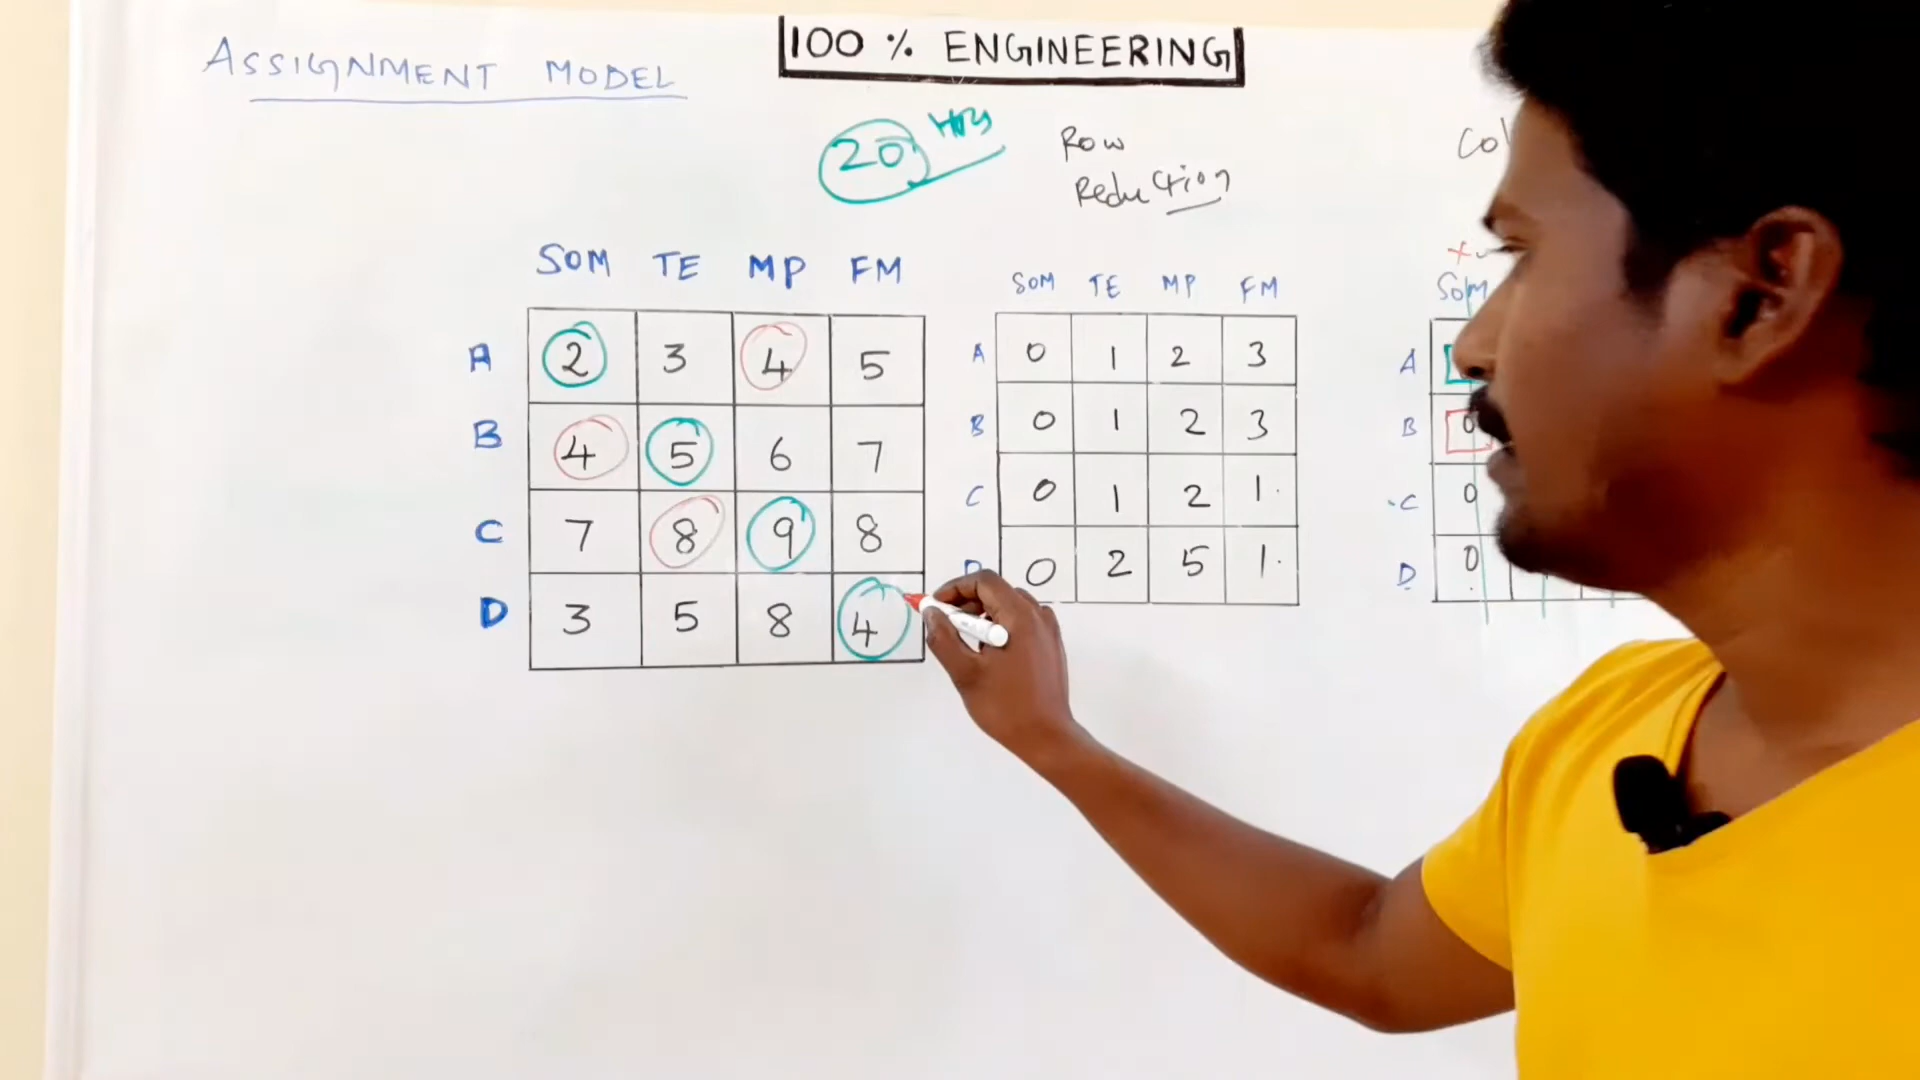 ASSIGNMENT MODEL
100 % ENGINEERING
20 Hrs
Row
Reduction
Col
SOM TE MP FM
A 2 3 4 5
B 4 5 6 7
C 7 8 9 8
D 3 5 8 4
SOM TE MP FM
A 0 1 2 3
B 0 1 2 3
C 0 1 2 1
0 2 5 1
x
SOM
A
B 0
C 0
D 0